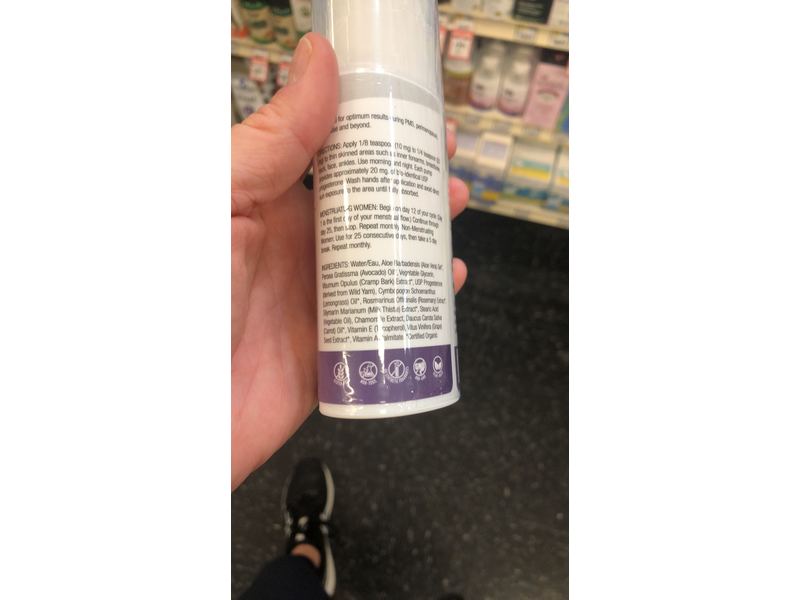 for optimum results during PMS, perimenopause,
and beyond.
Apply 1/8 teaspoon (10 mg) to 1/4 teaspoon (20
to thin skinned areas such as inner forearms,
face, ankles. Use morning and night. Each pump
approximately 20 mg. of bio-identical USP
progesterone. Wash hands after application and avoid direct
sun exposure to the area until fully absorbed.
WOMEN: Begin on day 12 of your cycle. (Day
1 is the first day of your menstrual flow.) Continue through
day 25, then stop. Repeat monthly. Non-Menstruating
Women: Use for 25 consecutive days, then take a 5 day
break. Repeat monthly.
INGREDIENTS: Water/Eau, Aloe Barbadensis (Aloe Vera) Gel*,
Persea Gratissima (Avocado) Oil*, Vegetable Glycerin,
Viburnum Opulus (Cramp Bark) Extract*, USP Progesterone
(derived from Wild Yam), Cymbopogon Schoenanthus
(Lemongrass) Oil*, Rosmarinus Officinalis (Rosemary) Extract*,
Silymarin Marianum (Milk Thistle) Extract*, Stearic Acid
(Vegetable Oil), Chamomile Extract, Daucus Carota Sativa
(Carrot) Oil*, Vitamin E (Tocopherol), Vitus Vinifera (Grape)
Seed Extract*, Vitamin A Palmitate. *Certified Organic